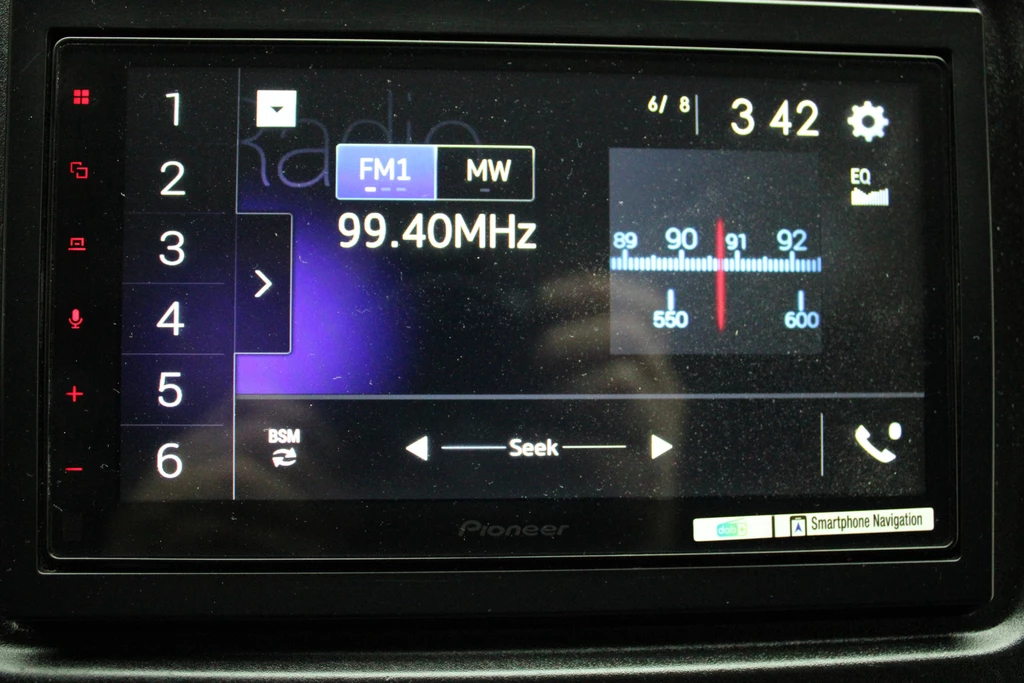 1
2
3
4
5
6
Radio
6/ 8
3 42
FM1
MW
99.40MHz
EQ
89 90 91 92
550 600
BSM
Seek
Pioneer
Smartphone Navigation